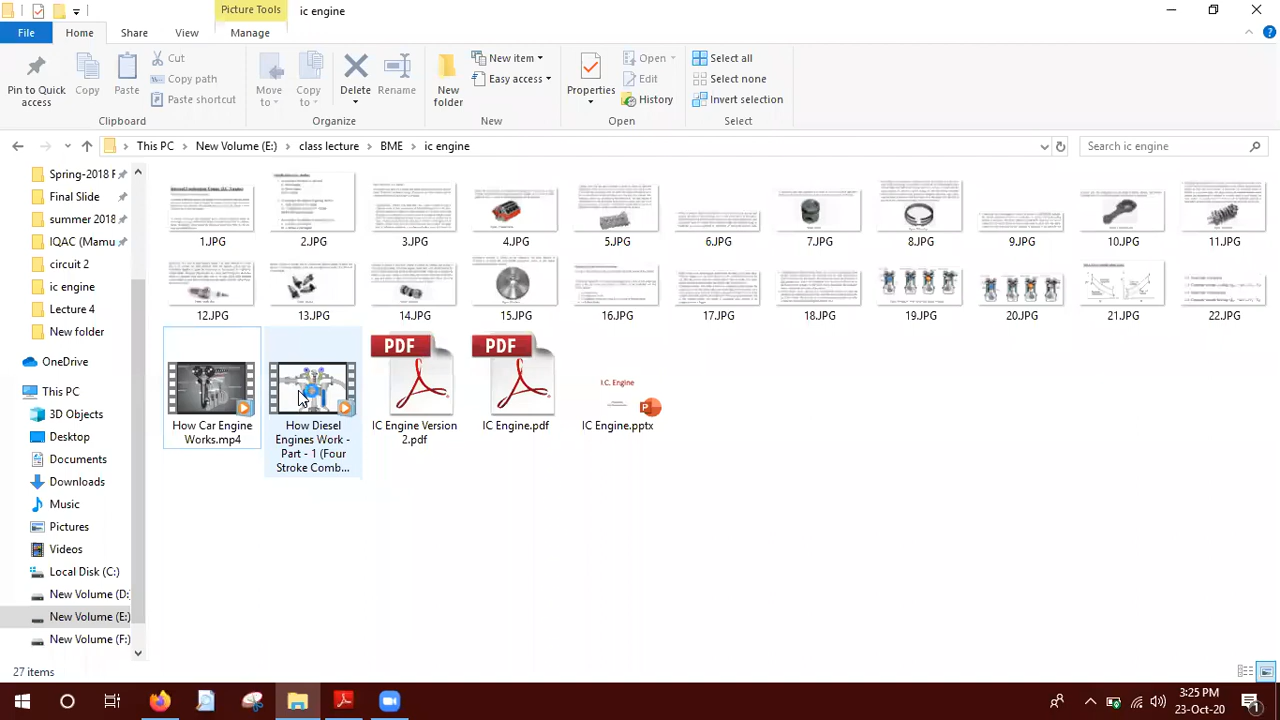 Picture Tools
ic engine
File
Home
Share
View
Manage
Pin to Quick access
Copy
Paste
Cut
Copy path
Paste shortcut
Clipboard
Move to
Copy to
Delete
Rename
Organize
New folder
New item
Easy access
New
Properties
Open
Edit
History
Open
Select all
Select none
Invert selection
Select
This PC
New Volume (E:)
class lecture
BME
ic engine
Search ic engine
Spring-2018 F
Final Slide
summer 2018
IQAC (Mamu
circuit 2
ic engine
Lecture 4
New folder
OneDrive
This PC
3D Objects
Desktop
Documents
Downloads
Music
Pictures
Videos
Local Disk (C:)
New Volume (D:
New Volume (E:)
New Volume (F:)
1.JPG
2.JPG
3.JPG
4.JPG
5.JPG
6.JPG
7.JPG
8.JPG
9.JPG
10.JPG
11.JPG
12.JPG
13.JPG
14.JPG
15.JPG
16.JPG
17.JPG
18.JPG
19.JPG
20.JPG
21.JPG
22.JPG
How Car Engine
Works.mp4
How Diesel
Engines Work -
Part - 1 (Four
Stroke Comb...
PDF
IC Engine Version
2.pdf
PDF
IC Engine.pdf
I C. Engine
P
IC Engine.pptx
27 items
3:25 PM
23-Oct-20
1